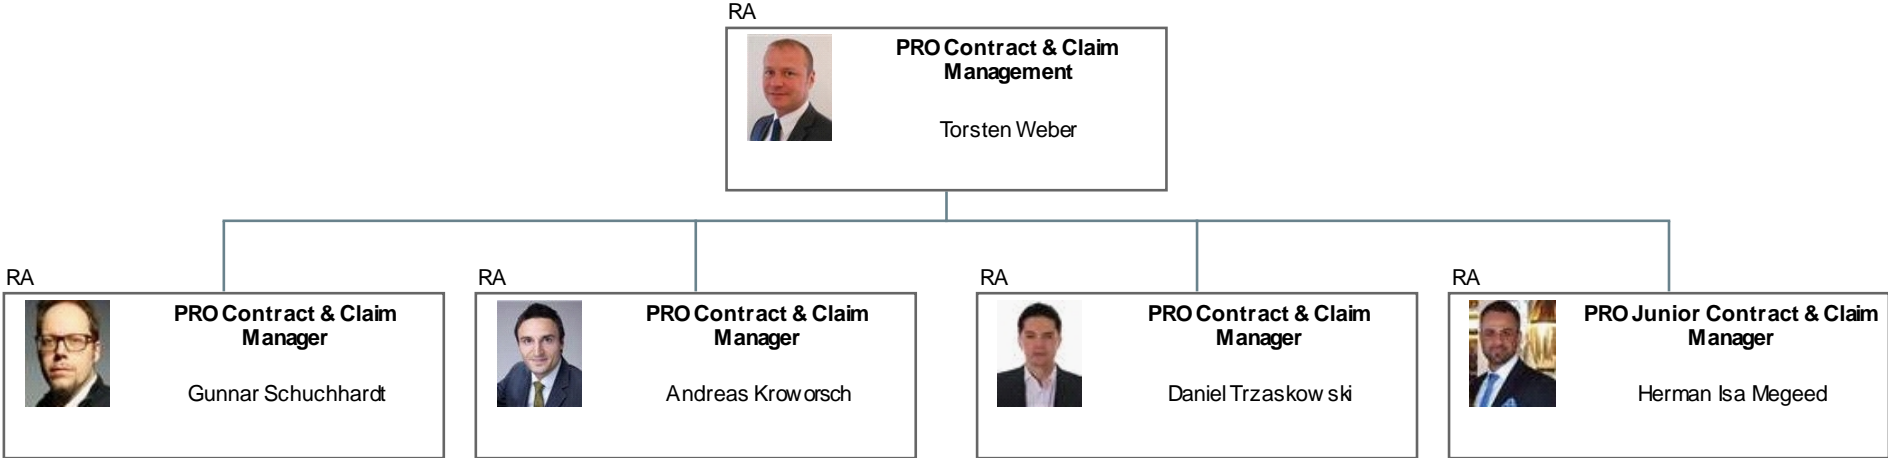 RA
PRO Contract & Claim
Management
Torsten Weber
RA
PRO Contract & Claim
Manager
Gunnar Schuchhardt
RA
PRO Contract & Claim
Manager
Andreas Kroworsch
RA
PRO Contract & Claim
Manager
Daniel Trzaskowski
RA
PRO Junior Contract & Claim
Manager
Herman Isa Megeed